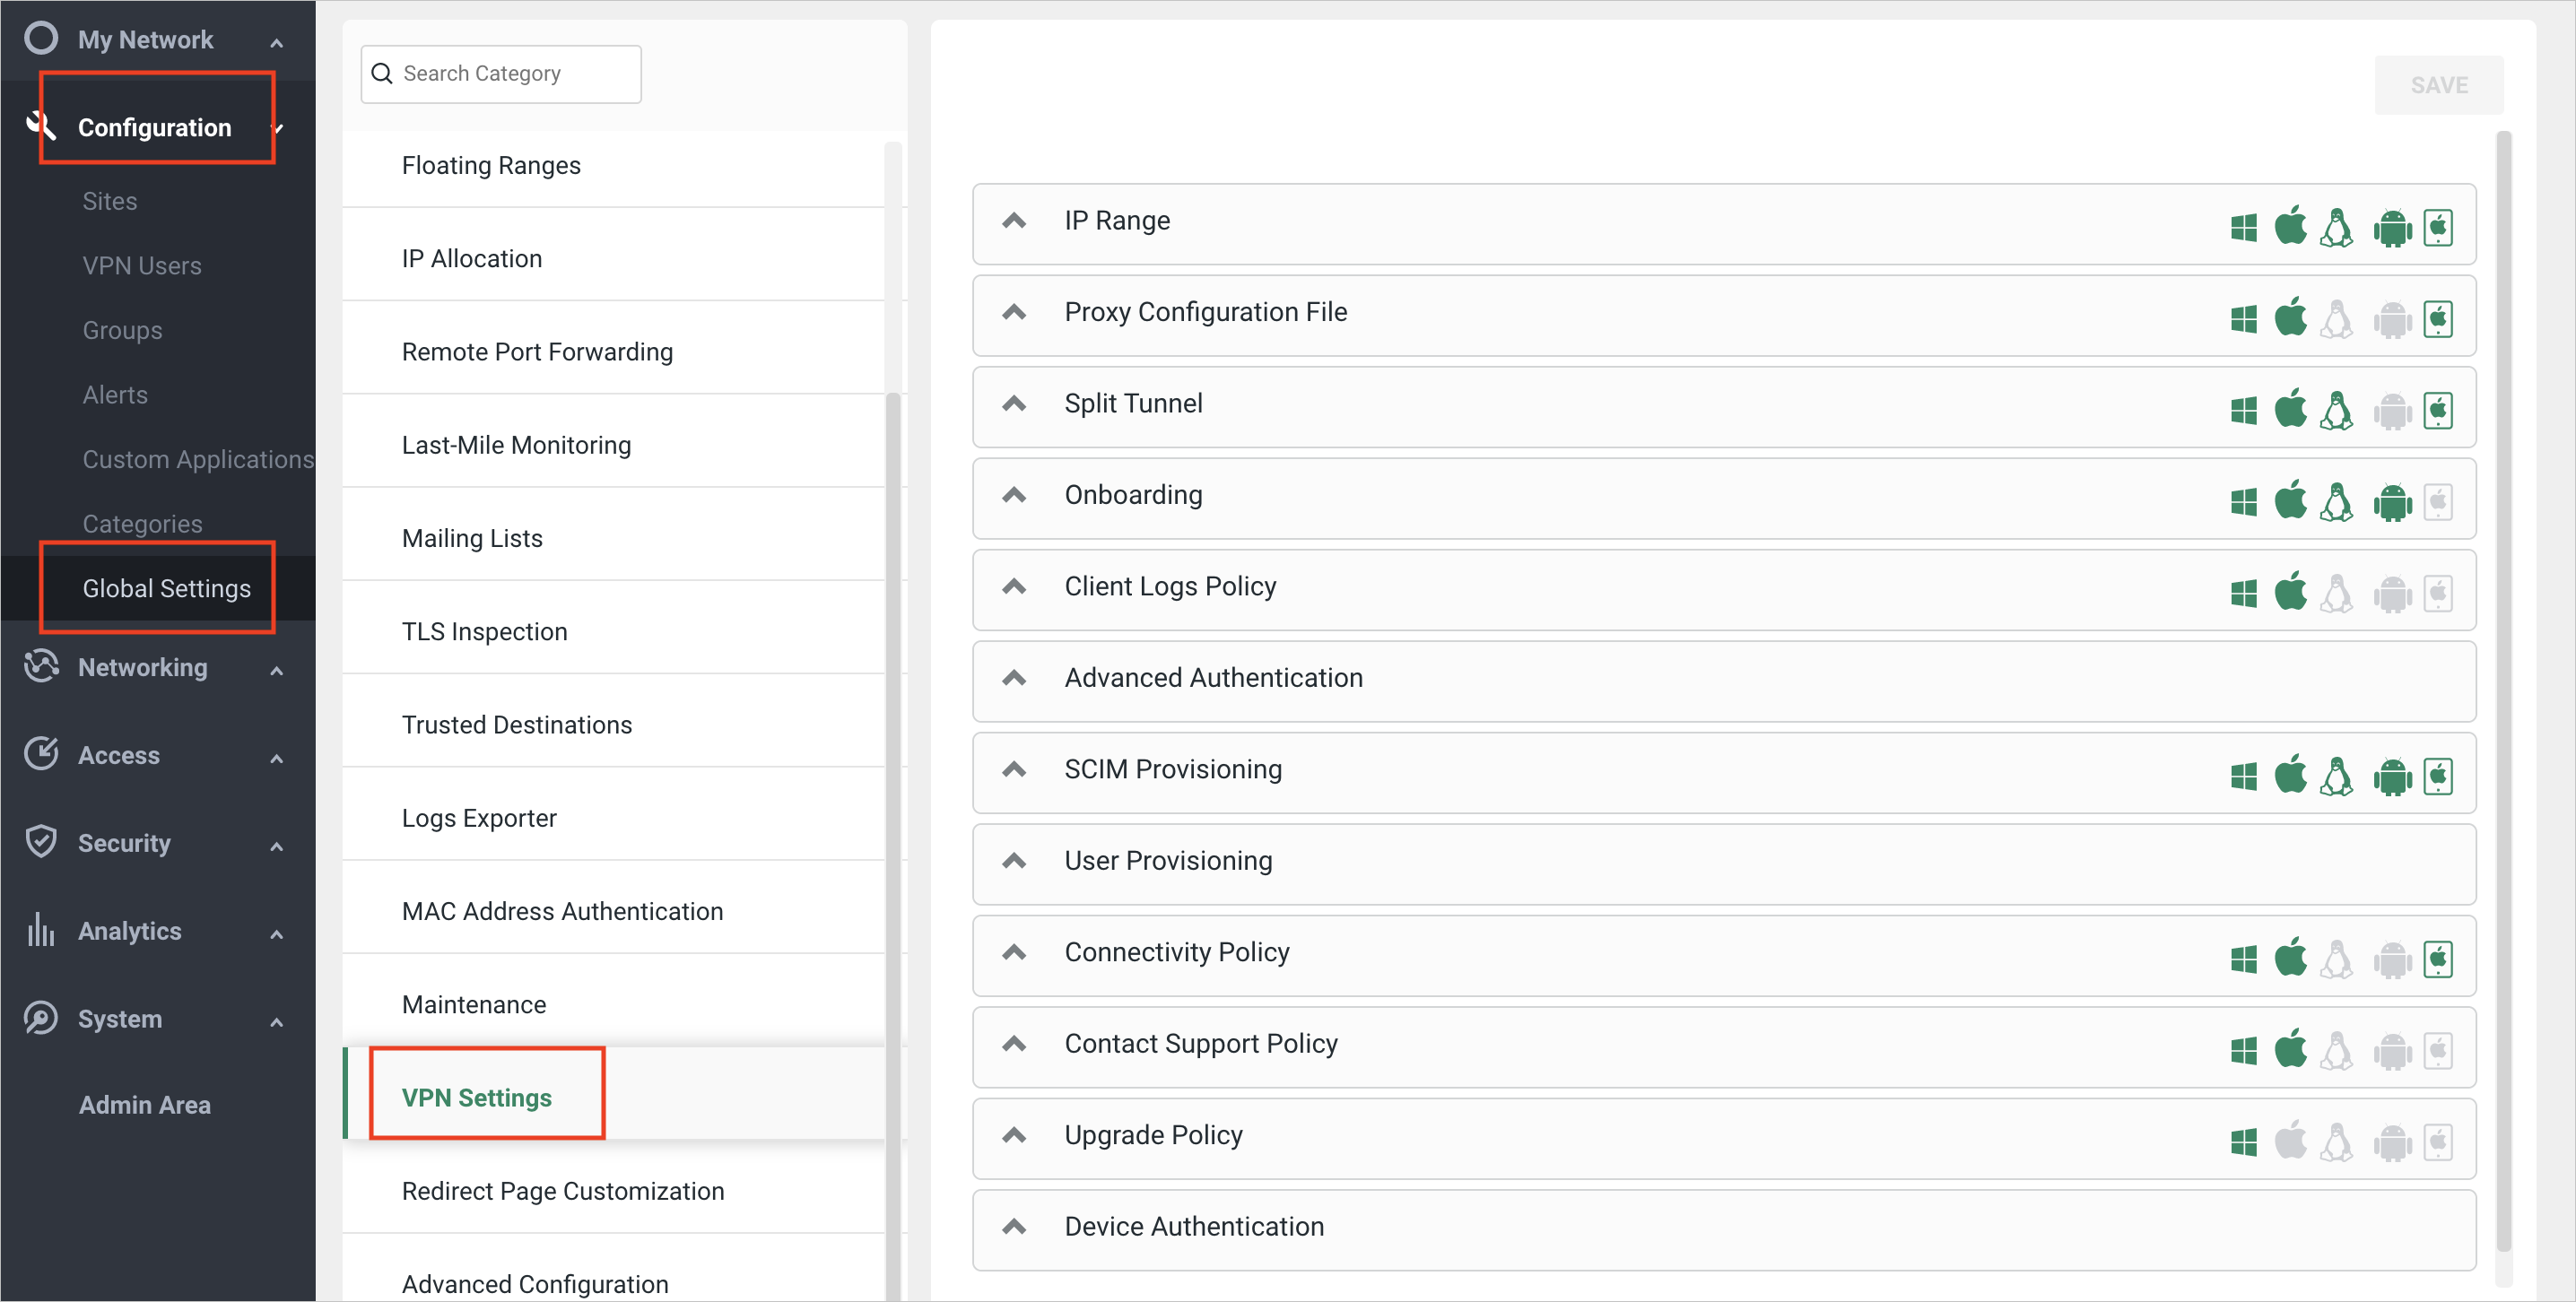 My Network
Configuration
Sites
VPN Users
Groups
Alerts
Custom Applications
Categories
Global Settings
Networking
Access
Security
Analytics
System
Admin Area
Search Category
Floating Ranges
IP Allocation
Remote Port Forwarding
Last-Mile Monitoring
Mailing Lists
TLS Inspection
Trusted Destinations
Logs Exporter
MAC Address Authentication
Maintenance
VPN Settings
Redirect Page Customization
Advanced Configuration
SAVE
IP Range
Proxy Configuration File
Split Tunnel
Onboarding
Client Logs Policy
Advanced Authentication
SCIM Provisioning
User Provisioning
Connectivity Policy
Contact Support Policy
Upgrade Policy
Device Authentication